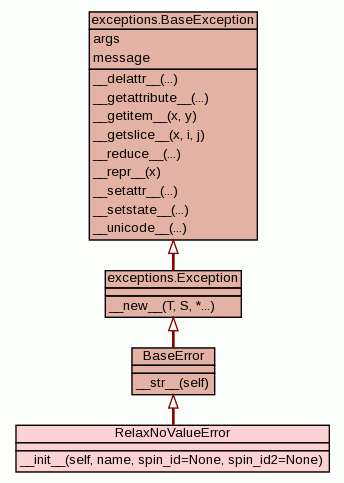 exceptions.BaseException
args
message
__delattr__(...)
__getattribute__(...)
__getitem__(x, y)
__getslice__(x, i, j)
__reduce__(...)
__repr__(x)
__setattr__(...)
__setstate__(...)
__unicode__(...)
exceptions.Exception
__new__(T, S, *...)
BaseError
__str__(self)
RelaxNoValueError
__init__(self, name, spin_id=None, spin_id2=None)